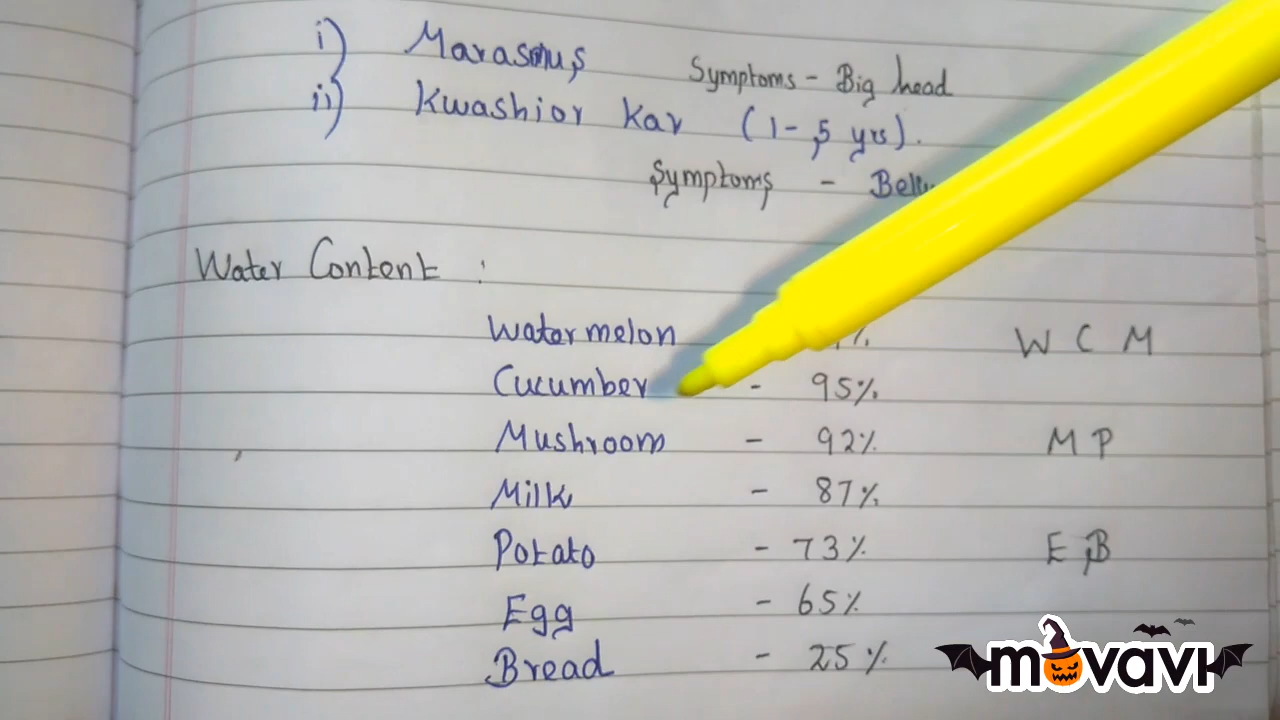 i) Marasmus Symptoms - Big head
ii) Kwashior kar (1-5 yrs).
Symptoms -
Water Content :
Watermelon %. W C M
Cucumber - 95%.
Mushroom - 92% M P
Milk - 87%
Potato - 73% E B
Egg - 65%
Bread - 25%
movavi